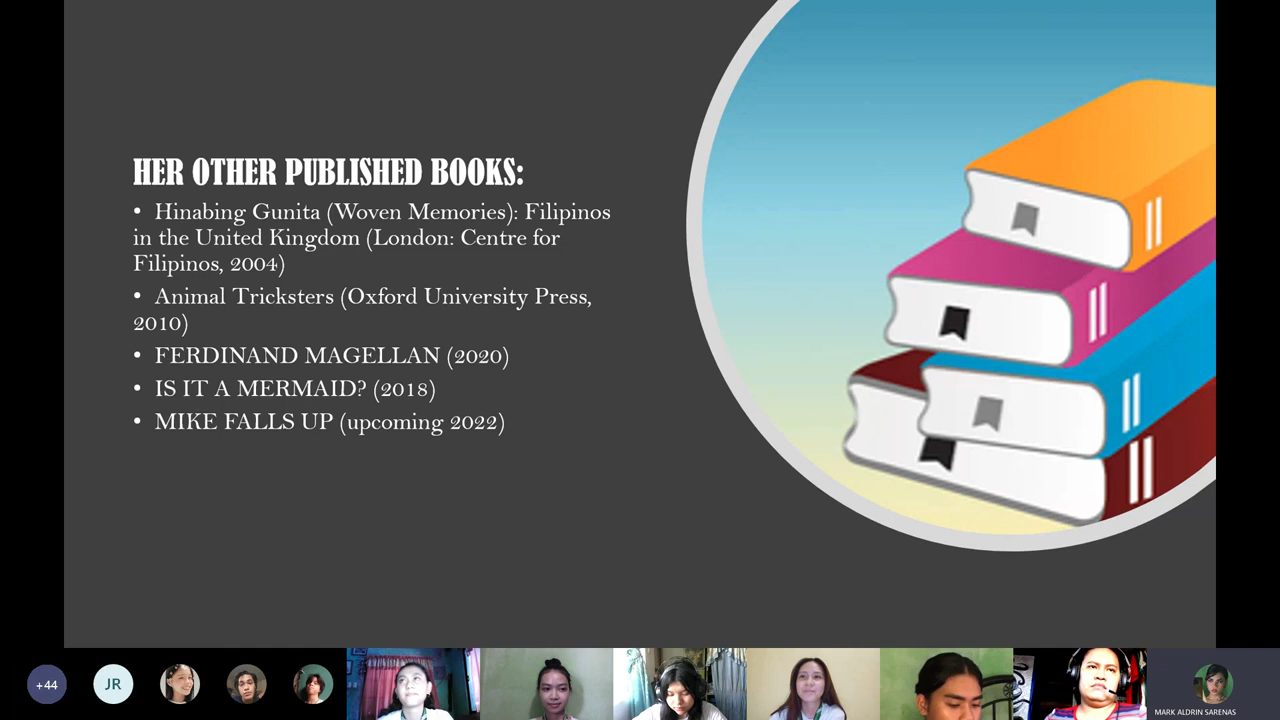 HER OTHER PUBLISHED BOOKS:
• Hinabing Gunita (Woven Memories): Filipinos
in the United Kingdom (London: Centre for
Filipinos, 2004)
• Animal Tricksters (Oxford University Press,
2010)
• FERDINAND MAGELLAN (2020)
• IS IT A MERMAID? (2018)
• MIKE FALLS UP (upcoming 2022)
+44
JR
MARK ALDRIN SARENAS